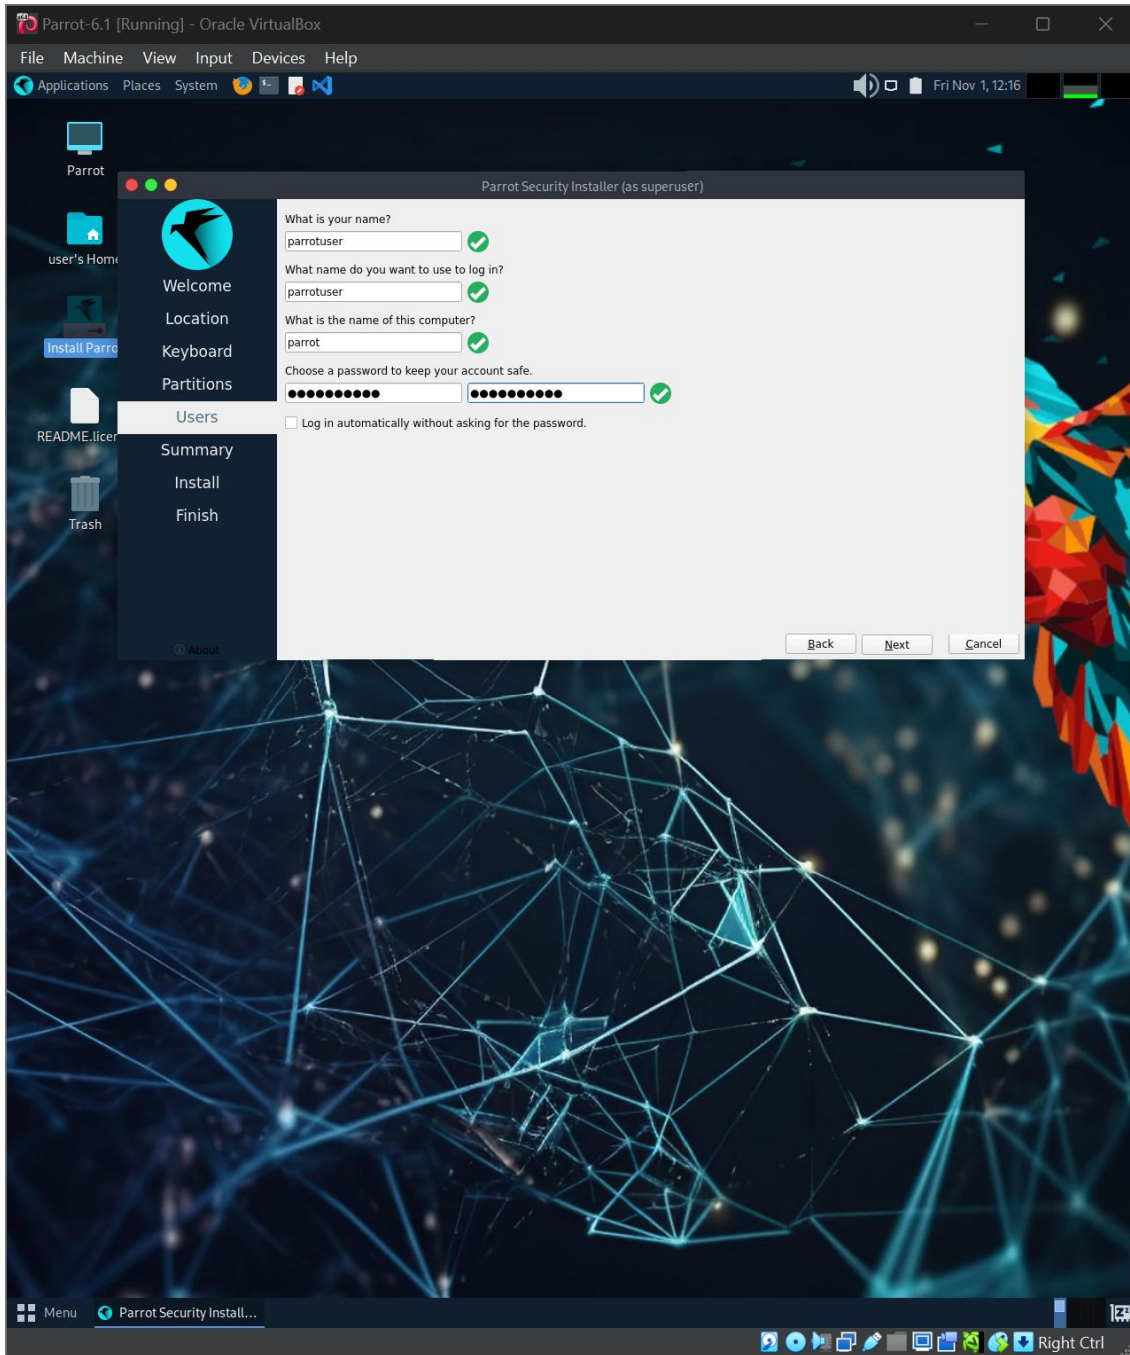 Parrot-6.1 [Running] - Oracle VirtualBox
File Machine View Input Devices Help
Applications Places System Fri Nov 1, 12:16
Parrot
user's Home
Install Parro
README.licen
Trash
Parrot Security Installer (as superuser)
Welcome
Location
Keyboard
Partitions
Users
Summary
Install
Finish
About
What is your name?
parrotuser
What name do you want to use to log in?
parrotuser
What is the name of this computer?
parrot
Choose a password to keep your account safe.
●●●●●●●●●● ●●●●●●●●●●
Log in automatically without asking for the password.
Back Next Cancel
Menu Parrot Security Install...
Right Ctrl